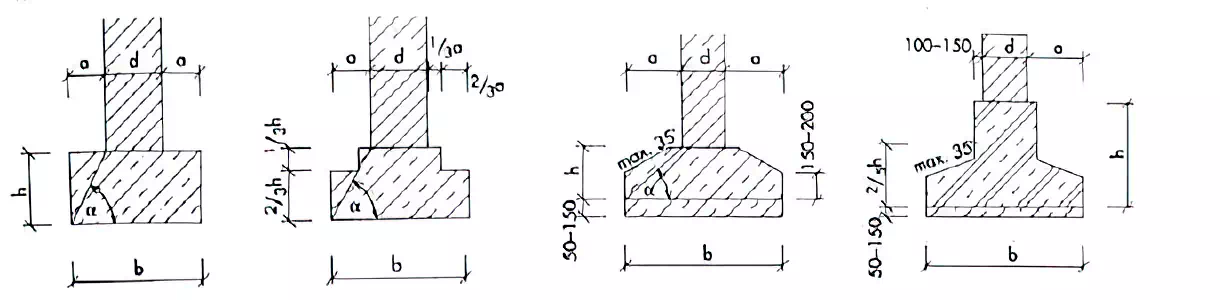 a d a
h
α
b
a d 1/3a
2/3a
1/3h
2/3h
α
b
a d a
max. 35°
150-200
h
α
50-150
b
100-150 d a
max. 35°
2/5h
h
50-150
b